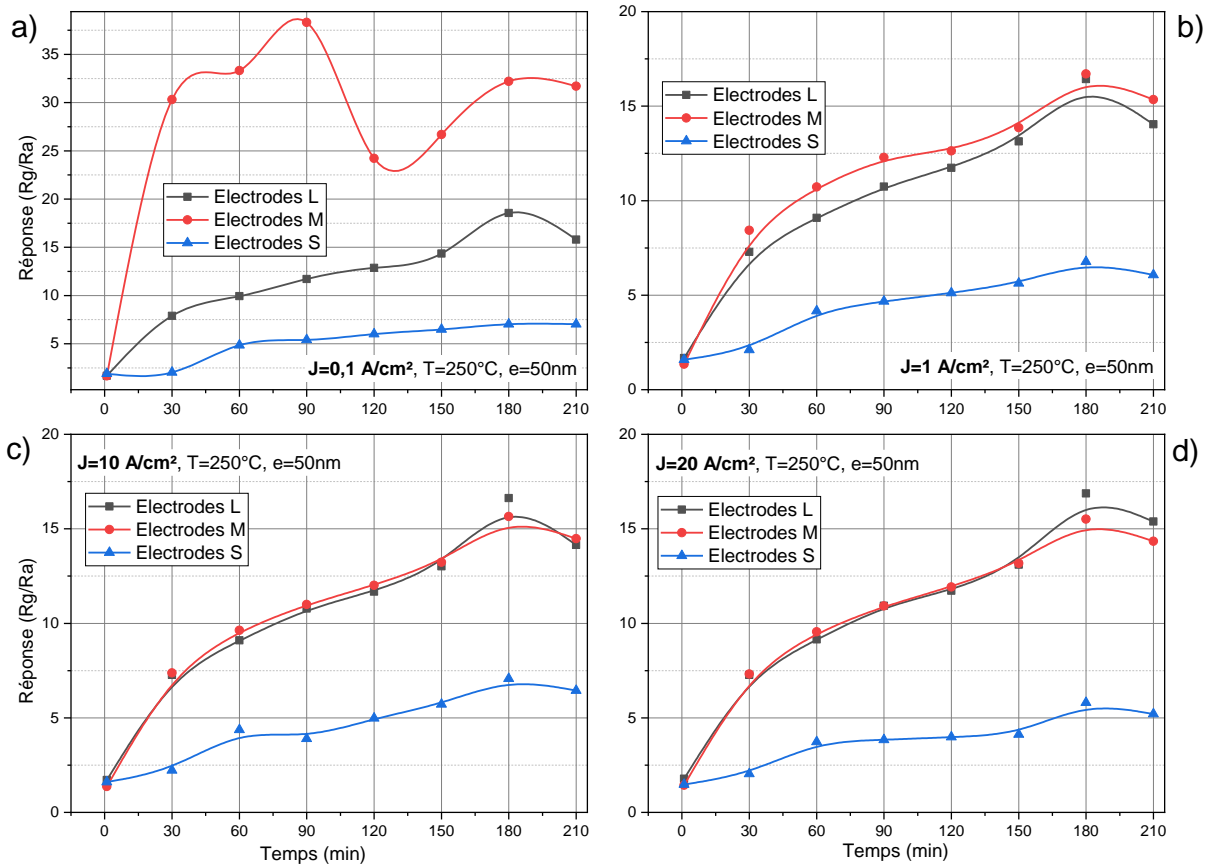 a)
Réponse (Rg/Ra)
35
30
25
20
15
10
5
Electrodes L
Electrodes M
Electrodes S
J=0,1 A/cm², T=250°C, e=50nm
0 30 60 90 120 150 180 210
b)
20
15
10
5
0
Electrodes L
Electrodes M
Electrodes S
J=1 A/cm², T=250°C, e=50nm
0 30 60 90 120 150 180 210
c)
Réponse (Rg/Ra)
20
15
10
5
0
J=10 A/cm², T=250°C, e=50nm
Electrodes L
Electrodes M
Electrodes S
0 30 60 90 120 150 180 210
Temps (min)
d)
20
15
10
5
0
J=20 A/cm², T=250°C, e=50nm
Electrodes L
Electrodes M
Electrodes S
0 30 60 90 120 150 180 210
Temps (min)